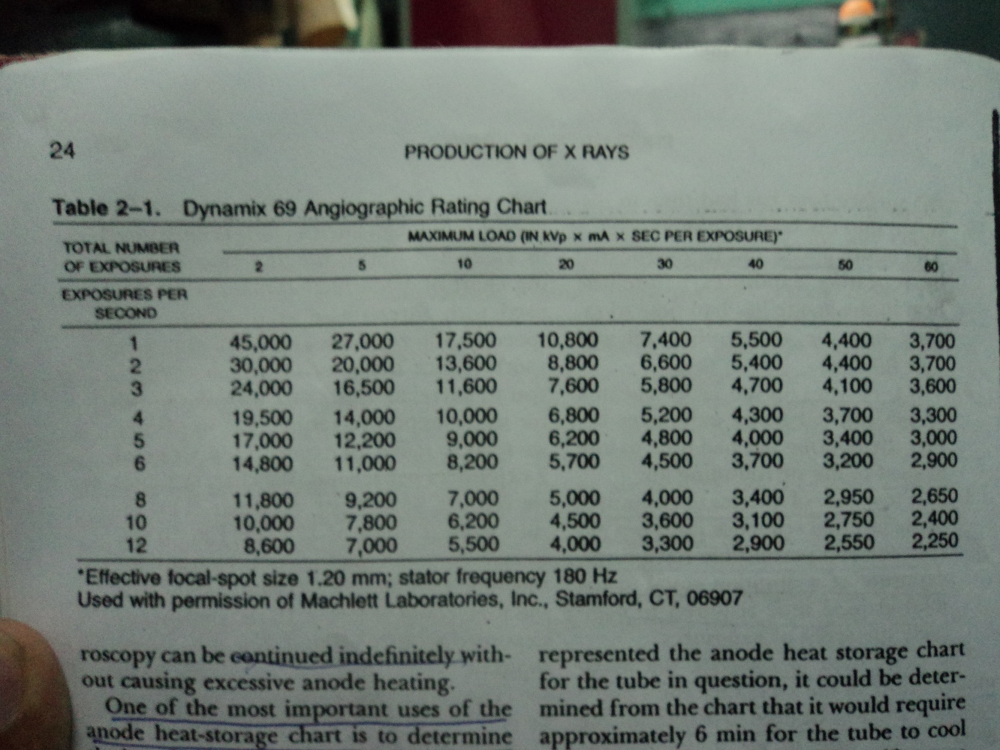 24
PRODUCTION OF X RAYS
Table 2–1. Dynamix 69 Angiographic Rating Chart
MAXIMUM LOAD (IN kVp × mA × SEC PER EXPOSURE)*
TOTAL NUMBER
OF EXPOSURES 2 5 10 20 30 40 50 60
EXPOSURES PER
SECOND
1 45,000 27,000 17,500 10,800 7,400 5,500 4,400 3,700
2 30,000 20,000 13,600 8,800 6,600 5,400 4,400 3,700
3 24,000 16,500 11,600 7,600 5,800 4,700 4,100 3,600
4 19,500 14,000 10,000 6,800 5,200 4,300 3,700 3,300
5 17,000 12,200 9,000 6,200 4,800 4,000 3,400 3,000
6 14,800 11,000 8,200 5,700 4,500 3,700 3,200 2,900
8 11,800 9,200 7,000 5,000 4,000 3,400 2,950 2,650
10 10,000 7,800 6,200 4,500 3,600 3,100 2,750 2,400
12 8,600 7,000 5,500 4,000 3,300 2,900 2,550 2,250
*Effective focal-spot size 1.20 mm; stator frequency 180 Hz
Used with permission of Machlett Laboratories, Inc., Stamford, CT, 06907
roscopy can be continued indefinitely with-
out causing excessive anode heating.
One of the most important uses of the
anode heat-storage chart is to determine
represented the anode heat storage chart
for the tube in question, it could be deter-
mined from the chart that it would require
approximately 6 min for the tube to cool